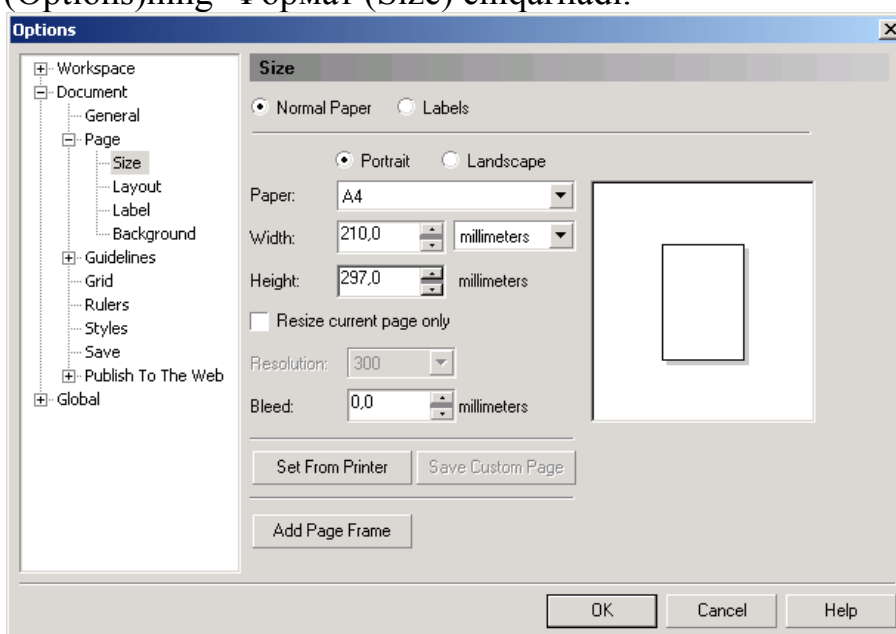 (Options)ning Формат (Size) chiqariladi.
Options
Workspace
Document
General
Page
Size
Layout
Label
Background
Guidelines
Grid
Rulers
Styles
Save
Publish To The Web
Global
Size
Normal Paper Labels
Portrait Landscape
Paper: A4
Width: 210,0 millimeters
Height: 297,0 millimeters
Resize current page only
Resolution: 300
Bleed: 0,0 millimeters
Set From Printer Save Custom Page
Add Page Frame
OK Cancel Help